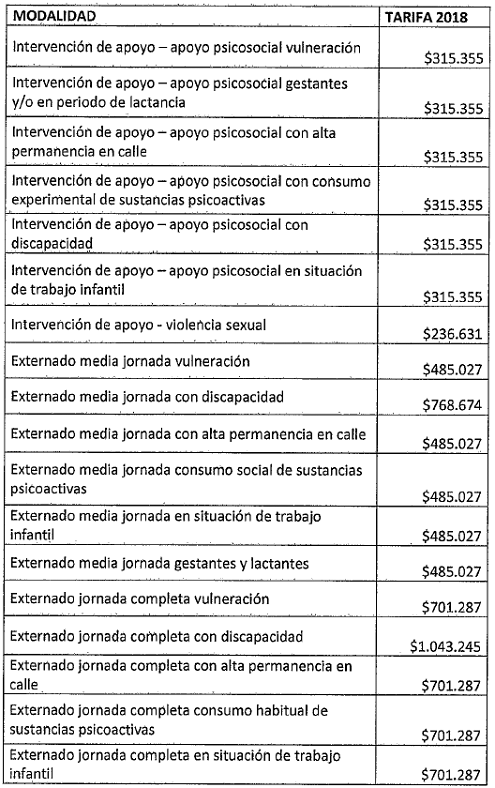 MODALIDAD TARIFA 2018
Intervención de apoyo – apoyo psicosocial vulneración
$315.355
Intervención de apoyo – apoyo psicosocial gestantes
y/o en periodo de lactancia
$315.355
Intervención de apoyo – apoyo psicosocial con alta
permanencia en calle
$315.355
Intervención de apoyo – apoyo psicosocial con consumo
experimental de sustancias psicoactivas
$315.355
Intervención de apoyo – apoyo psicosocial con
discapacidad
$315.355
Intervención de apoyo – apoyo psicosocial en situación
de trabajo infantil
$315.355
Intervención de apoyo - violencia sexual
$236.631
Externado media jornada vulneración
$485.027
Externado media jornada con discapacidad
$768.674
Externado media jornada con alta permanencia en calle
$485.027
Externado media jornada consumo social de sustancias
psicoactivas
$485.027
Externado media jornada en situación de trabajo
infantil
$485.027
Externado media jornada gestantes y lactantes
$485.027
Externado jornada completa vulneración
$701.287
Externado jornada completa con discapacidad
$1.043.245
Externado jornada completa con alta permanencia en
calle
$701.287
Externado jornada completa consumo habitual de
sustancias psicoactivas
$701.287
Externado jornada completa en situación de trabajo
infantil
$701.287